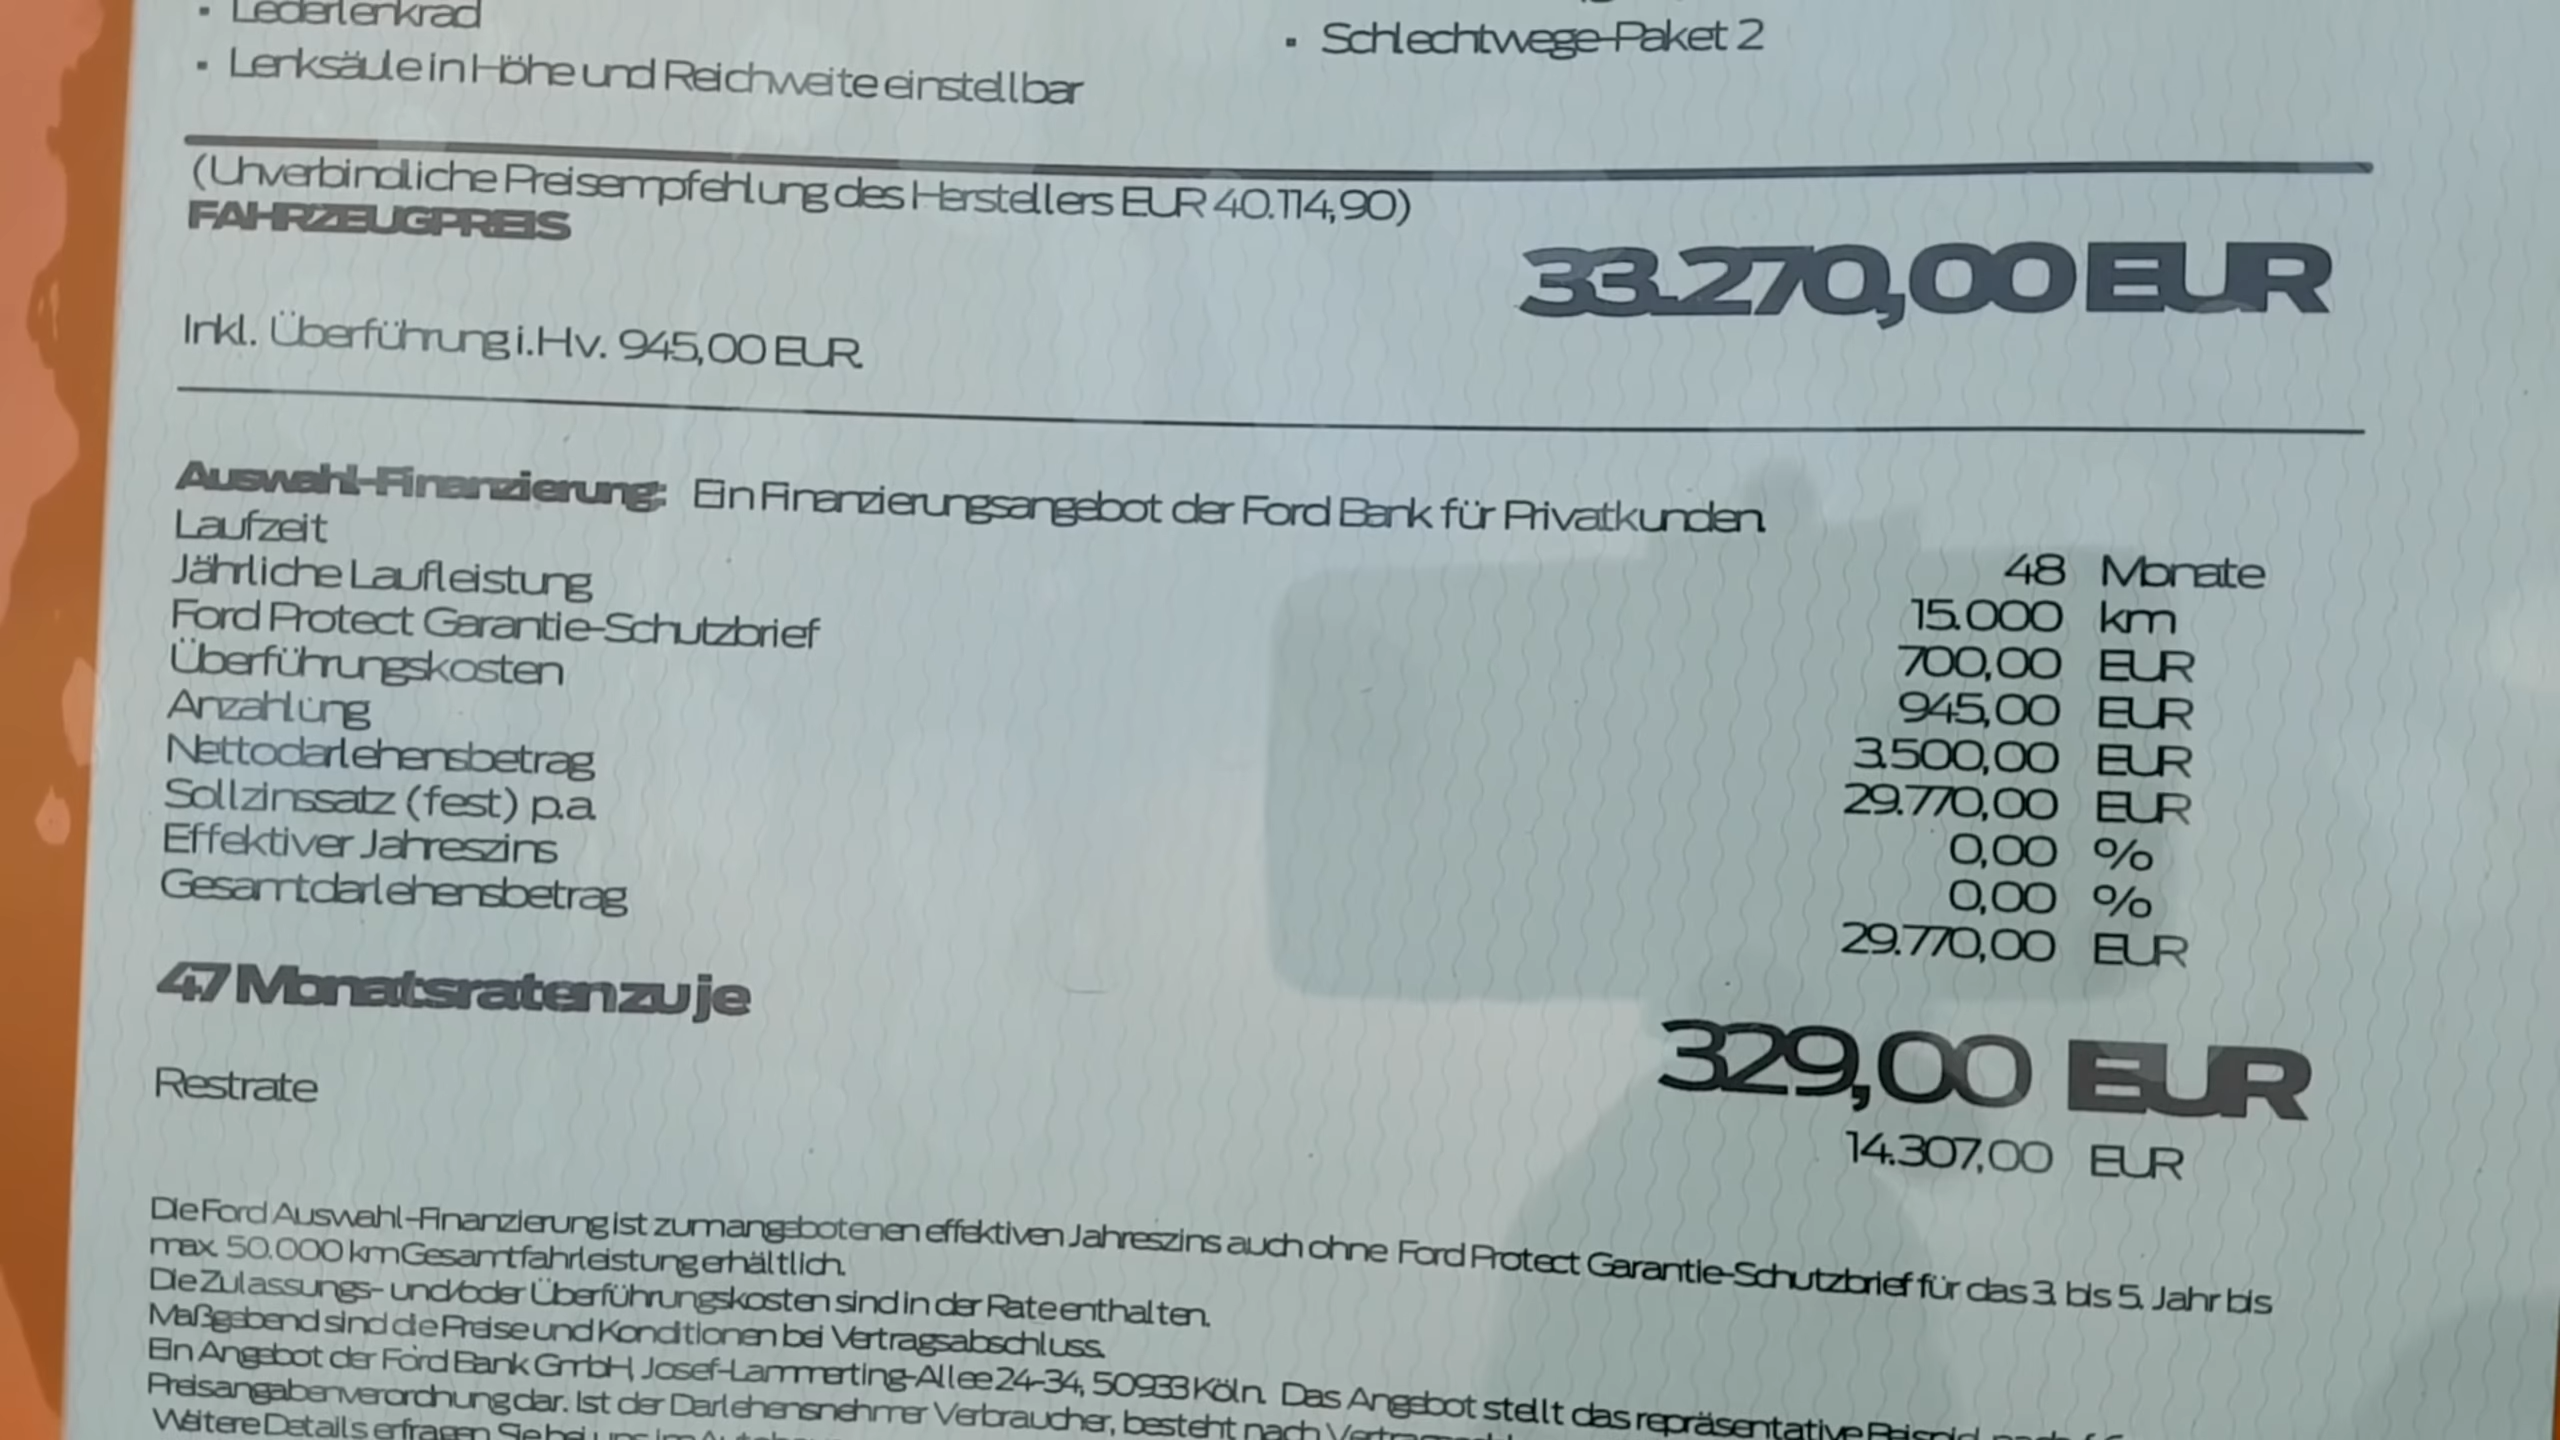 Lederlenkrad
Lenksäule in Höhe und Reichweite einstellbar
Schlechtwege-Paket 2
(Unverbindliche Preisempfehlung des Herstellers EUR 40.114,90)
FAHRZEUGPREIS
33.270,00 EUR
Inkl. Überführung i.Hv. 945,00 EUR
Auswahl-Finanzierung: Ein Finanzierungsangebot der Ford Bank für Privatkunden
Laufzeit 48 Monate
Jährliche Laufleistung 15.000 km
Ford Protect Garantie-Schutzbrief 700,00 EUR
Überführungskosten 945,00 EUR
Anzahlung 3.500,00 EUR
Nettodarlehensbetrag 29.770,00 EUR
Sollzinssatz (fest) p.a. 0,00 %
Effektiver Jahreszins 0,00 %
Gesamtdarlehensbetrag 29.770,00 EUR
47 Monatsraten zu je 329,00 EUR
Restrate 14.307,00 EUR
Die Ford Auswahl-Finanzierung ist zum angebotenen effektiven Jahreszins auch ohne Ford Protect Garantie-Schutzbrief für das 3. bis 5. Jahr bis
max. 50.000 km Gesamtfahrleistung erhältlich.
Die Zulassungs- und/oder Überführungskosten sind in der Rate enthalten.
Maßgebend sind die Preise und Konditionen bei Vertragsabschluss.
Ein Angebot der Ford Bank GmbH, Josef-Lammerting-Allee 24-34, 50933 Köln. Das Angebot stellt das repräsentative Beispiel
Preisangabenverordnung dar. Ist der Darlehensnehmer Verbraucher, besteht nach
Weitere Details erfragen Sie bei uns im